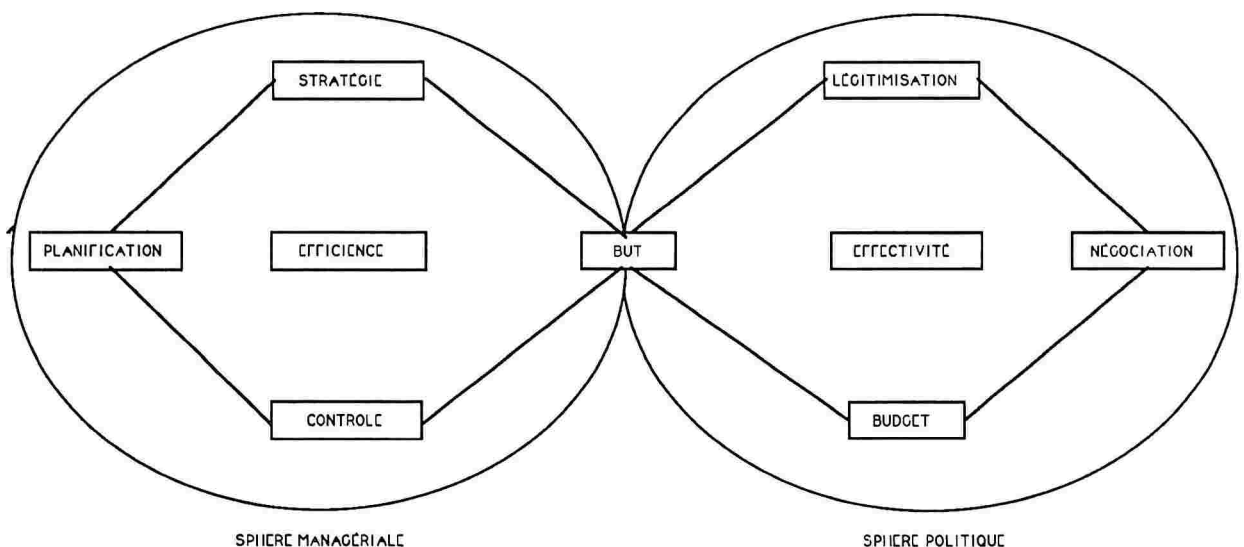 STRATÉGIE
LÉGITIMISATION
PLANIFICATION
EFFICIENCE
BUT
EFFECTIVITÉ
NÉGOCIATION
CONTROLE
BUDGET
SPHERE MANAGÉRIALE
SPHERE POLITIQUE